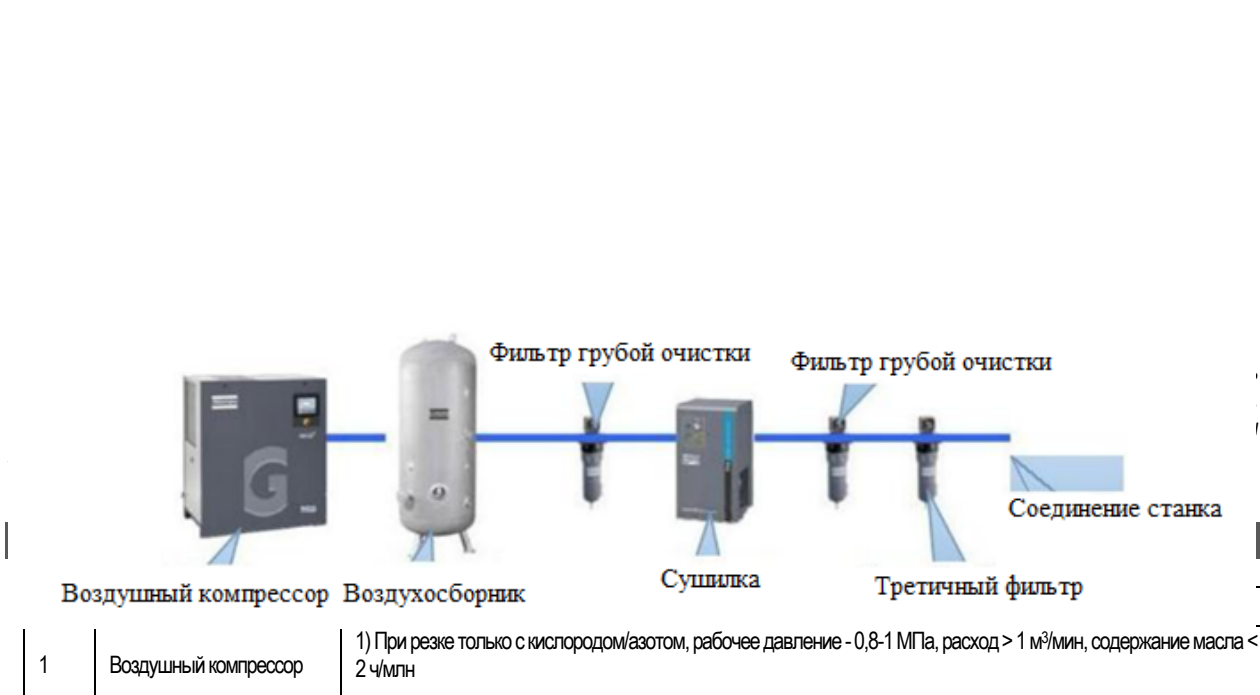 Фильтр грубой очистки
Фильтр грубой очистки
G
Соединение станка
Сушилка
Третичный фильтр
Воздушный компрессор
Воздухосборник
1
Воздушный компрессор
1) При резке только с кислородом/азотом, рабочее давление - 0,8-1 МПа, расход > 1 м³/мин, содержание масла <
2 ч/млн